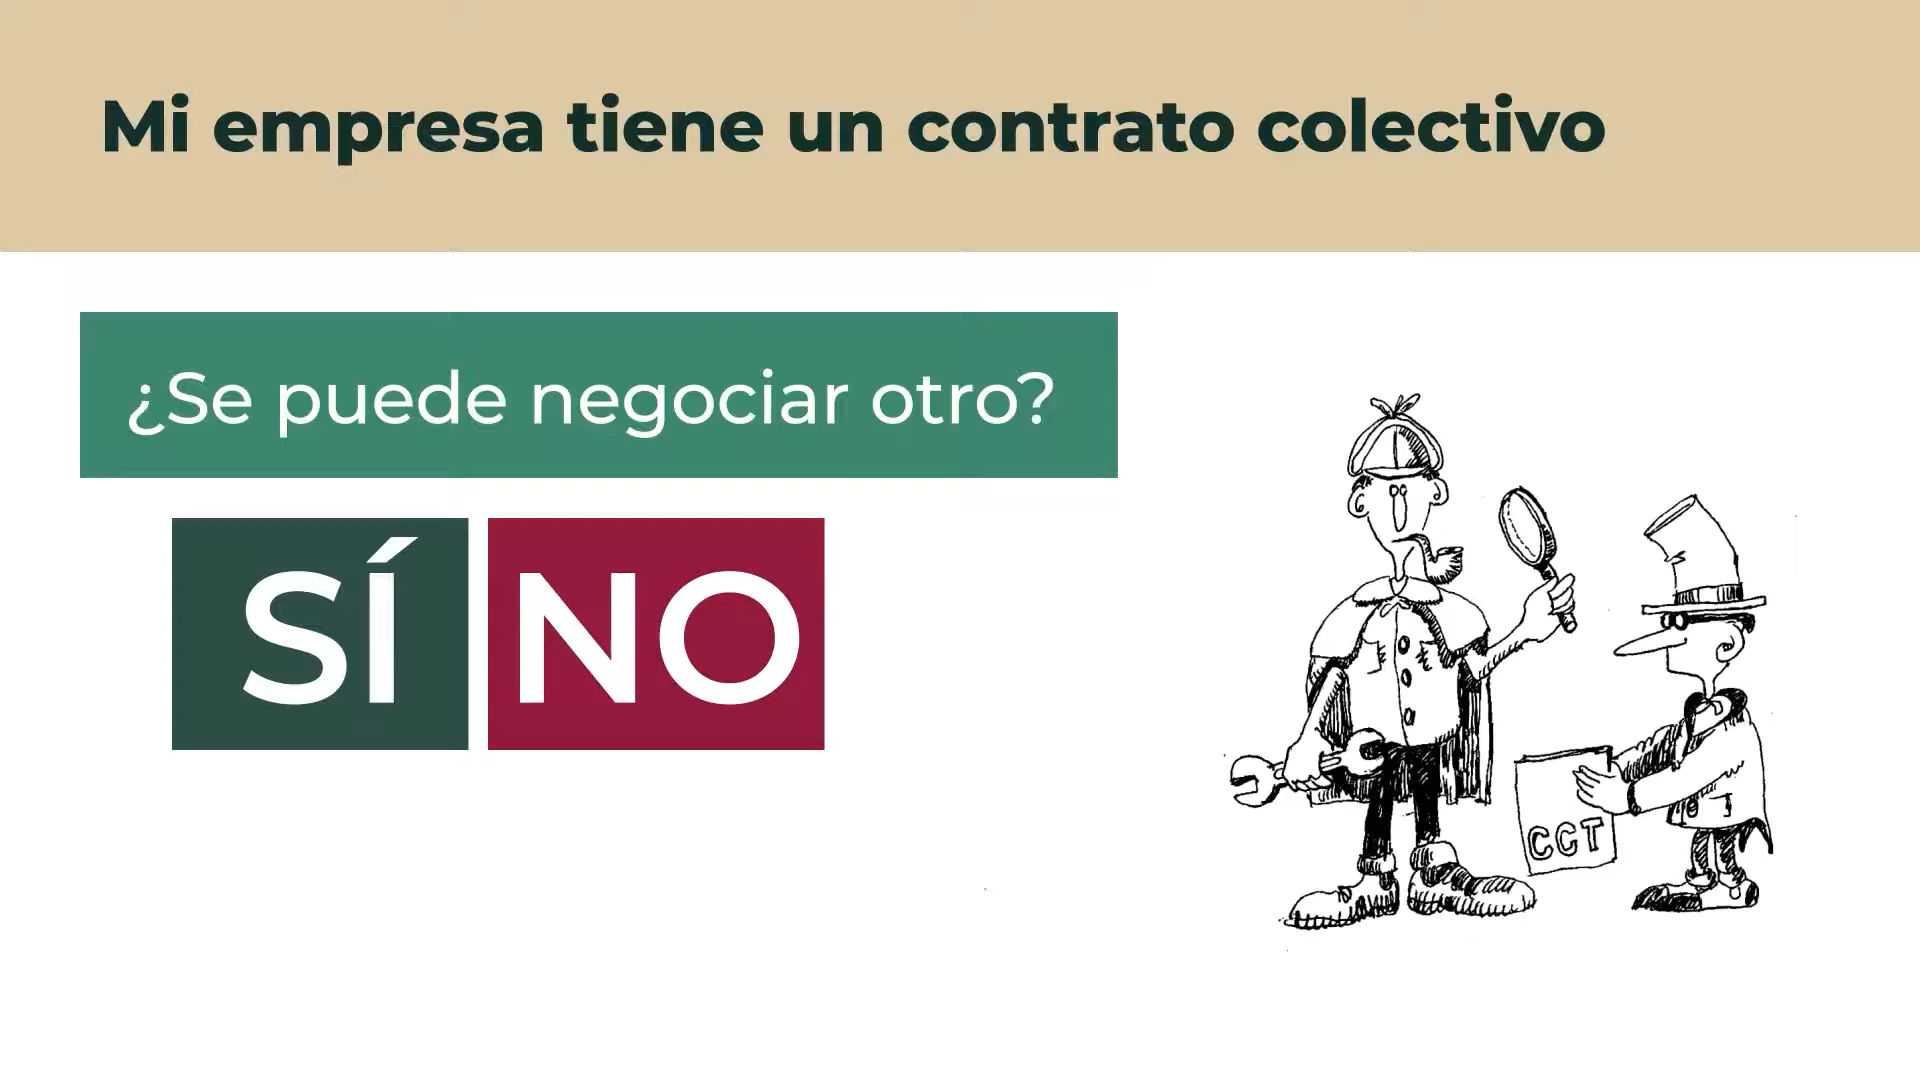 Mi empresa tiene un contrato colectivo
¿Se puede negociar otro?
SÍ NO
CCT